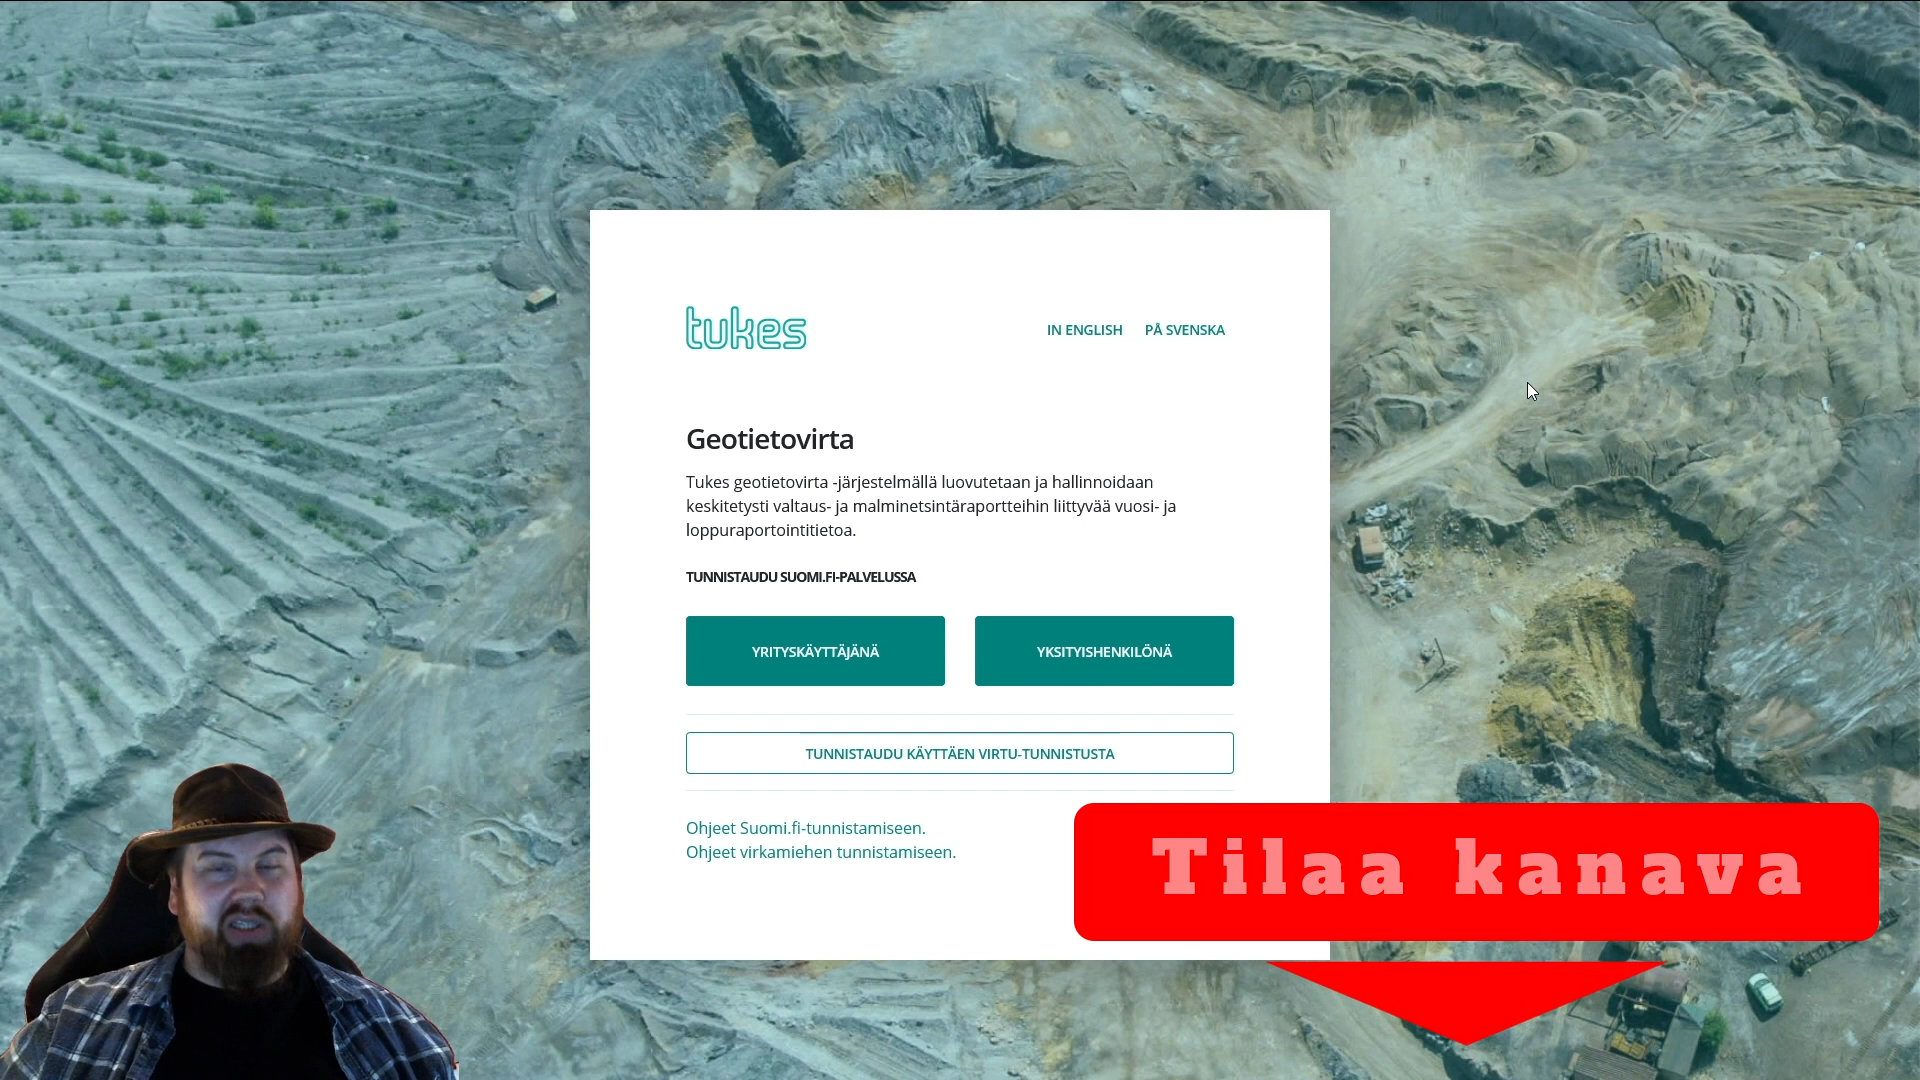 tukes
IN ENGLISH PÅ SVENSKA
Geotietovirta
Tukes geotietovirta -järjestelmällä luovutetaan ja hallinnoidaan
keskitetysti valtaus- ja malminetsintäraportteihin liittyvää vuosi- ja
loppuraportointitietoa.
TUNNISTAUDU SUOMI.FI-PALVELUSSA
YRITYSKÄYTTÄJÄNÄ YKSITYISHENKILÖNÄ
TUNNISTAUDU KÄYTTÄEN VIRTU-TUNNISTUSTA
Ohjeet Suomi.fi-tunnistamiseen.
Ohjeet virkamiehen tunnistamiseen.
Tilaa kanava